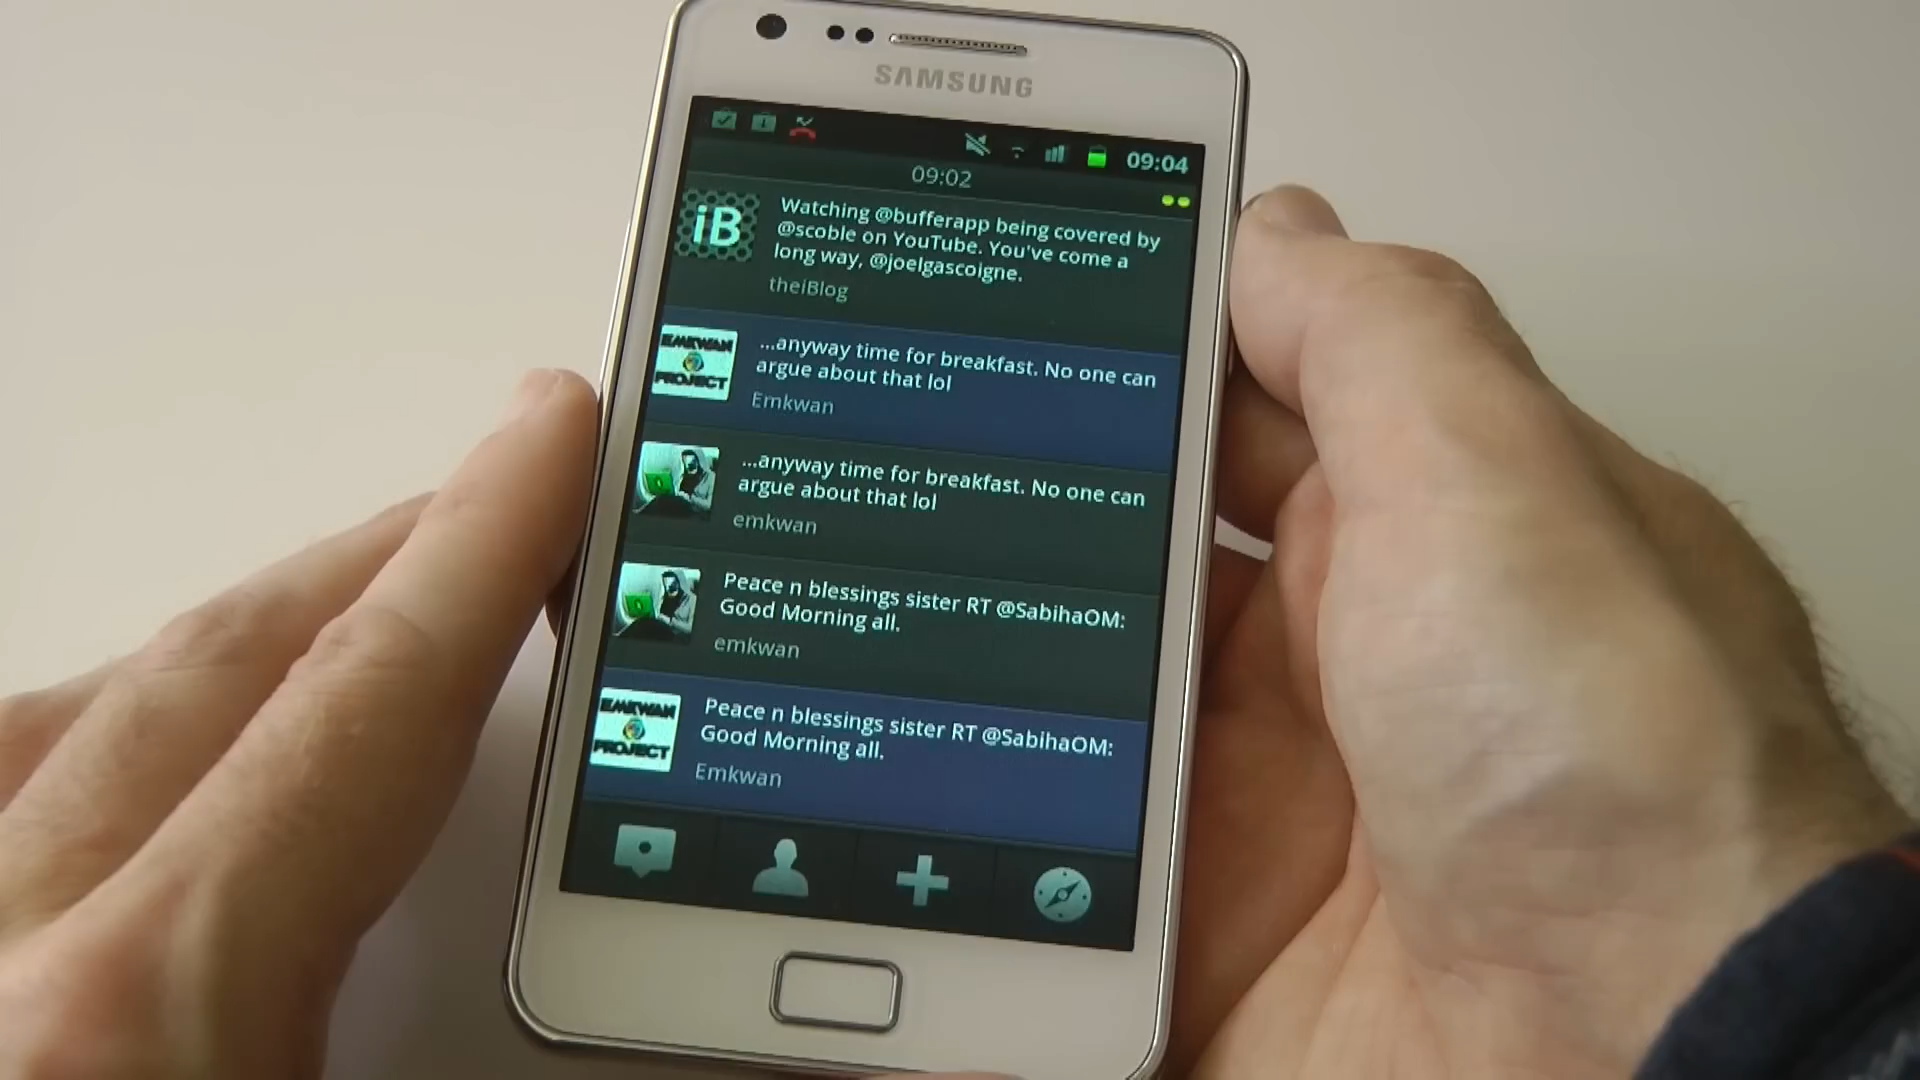 SAMSUNG
09:04
09:02
iB
Watching @bufferapp being covered by
@scoble on YouTube. You've come a
long way, @joelgascoigne.
theiBlog
EMKWAN
PROJECT
...anyway time for breakfast. No one can
argue about that lol
Emkwan
...anyway time for breakfast. No one can
argue about that lol
emkwan
Peace n blessings sister RT @SabihaOM:
Good Morning all.
emkwan
EMKWAN
PROJECT
Peace n blessings sister RT @SabihaOM:
Good Morning all.
Emkwan